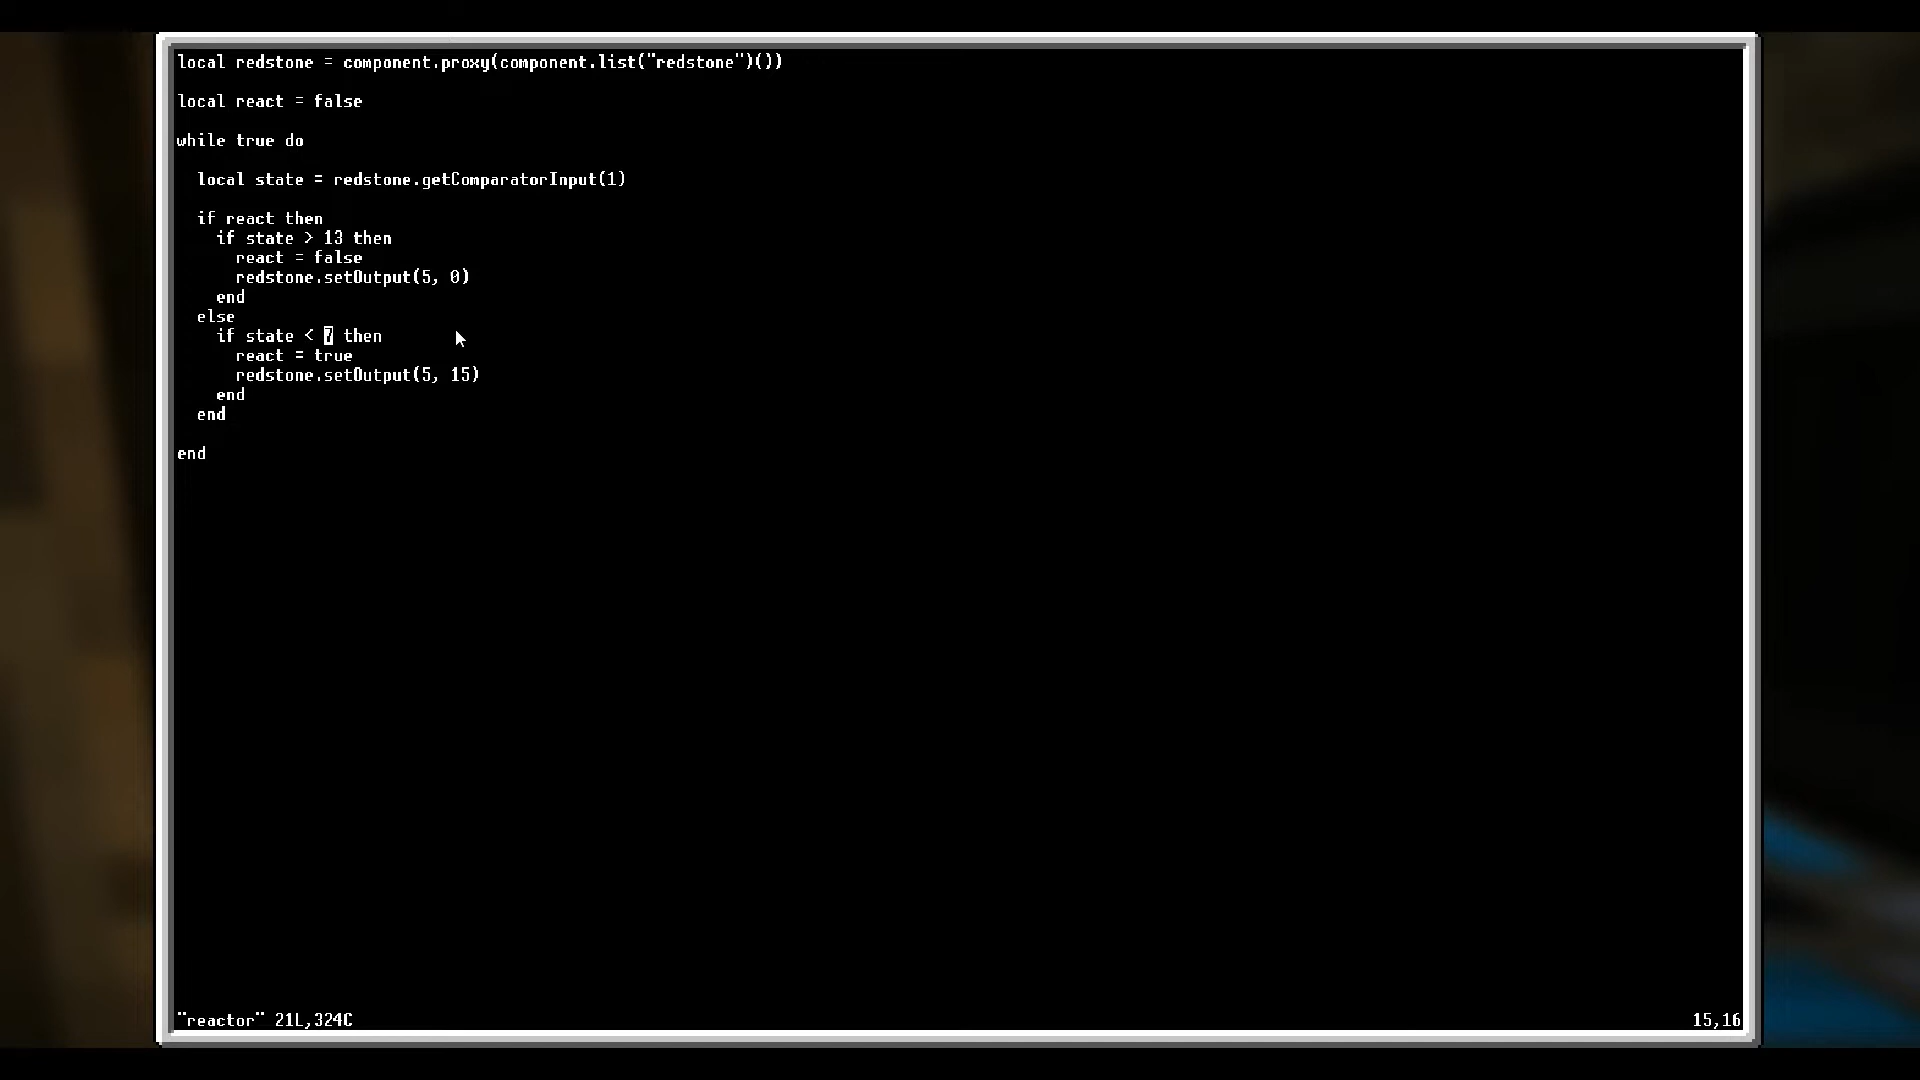 local redstone = component.proxy(component.list("redstone")())
local react = false
while true do
local state = redstone.getComparatorInput(1)
if react then
if state > 13 then
react = false
redstone.setOutput(5, 0)
end
else
if state < 7 then
react = true
redstone.setOutput(5, 15)
end
end
end
"reactor" 21L,324C 15,16